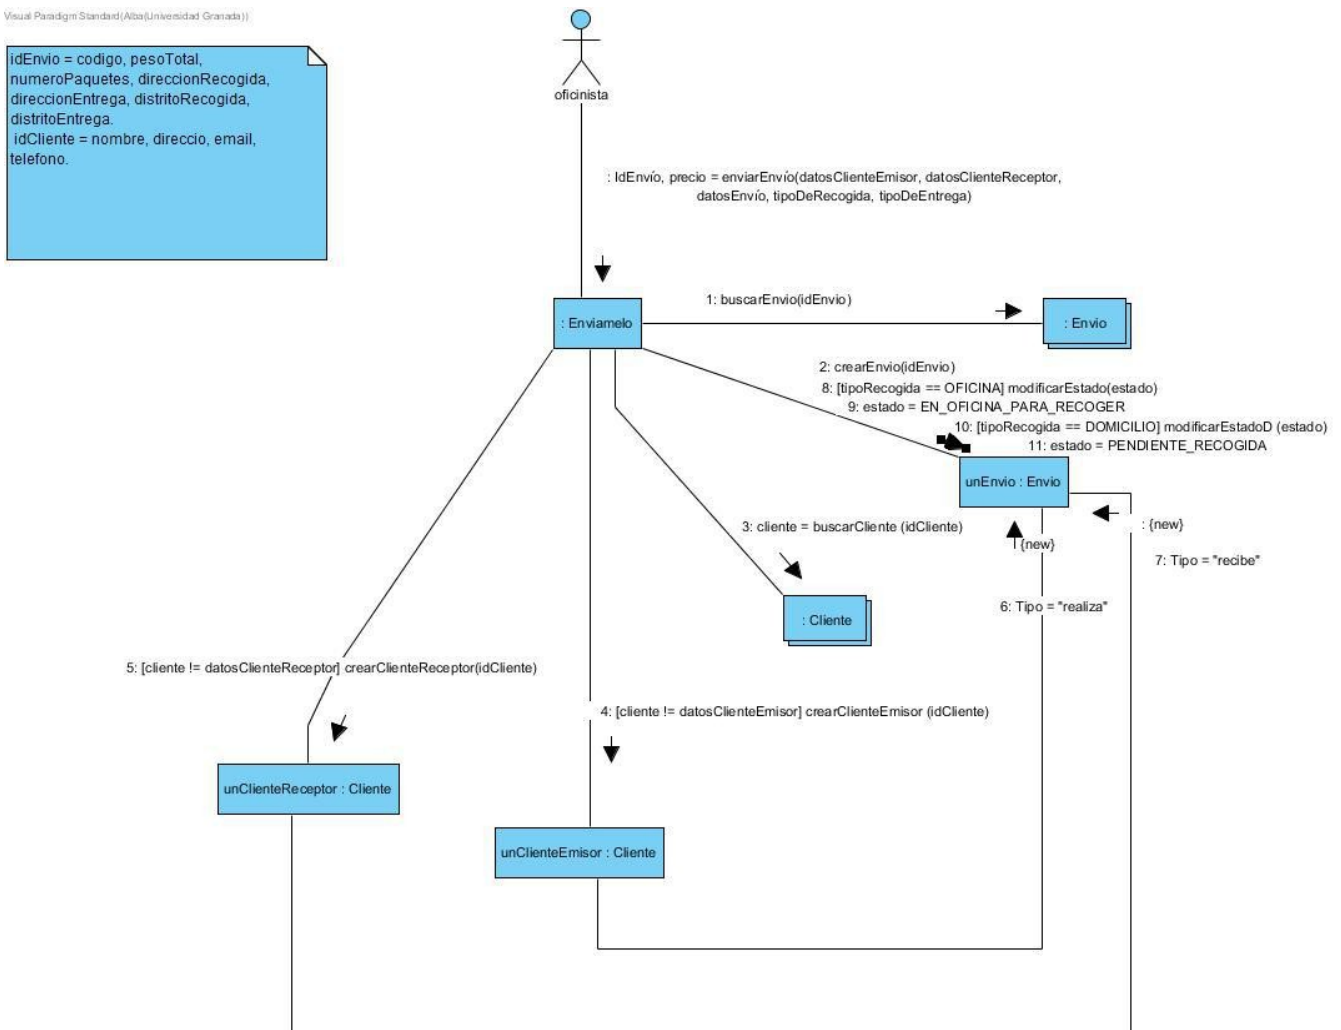 Visual Paradigm Standard(Alba(Universidad Granada))
idEnvio = codigo, pesoTotal,
numeroPaquetes, direccionRecogida,
direccionEntrega, distritoRecogida,
distritoEntrega.
idCliente = nombre, direccio, email,
telefono.
oficinista
: IdEnvío, precio = enviarEnvío(datosClienteEmisor, datosClienteReceptor,
datosEnvío, tipoDeRecogida, tipoDeEntrega)
1: buscarEnvio(idEnvio)
: Enviamelo
: Envio
2: crearEnvio(idEnvio)
8: [tipoRecogida == OFICINA] modificarEstado(estado)
9: estado = EN_OFICINA_PARA_RECOGER
10: [tipoRecogida == DOMICILIO] modificarEstadoD (estado)
11: estado = PENDIENTE_RECOGIDA
unEnvio : Envio
3: cliente = buscarCliente (idCliente)
: {new}
{new}
7: Tipo = "recibe"
6: Tipo = "realiza"
: Cliente
5: [cliente != datosClienteReceptor] crearClienteReceptor(idCliente)
4: [cliente != datosClienteEmisor] crearClienteEmisor (idCliente)
unClienteReceptor : Cliente
unClienteEmisor : Cliente